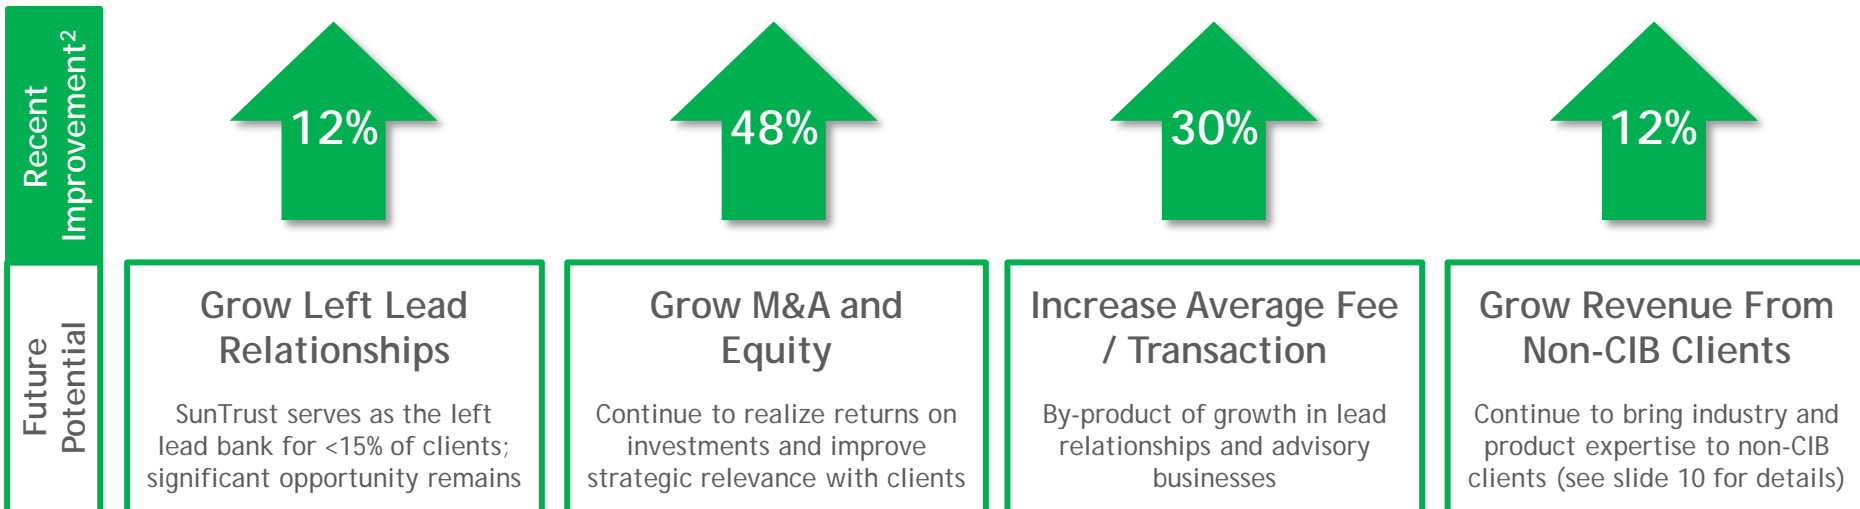 Recent
Improvement2
12%
48%
30%
12%
Future
Potential
Grow Left Lead
Relationships
SunTrust serves as the left
lead bank for <15% of clients;
significant opportunity remains
Grow M&A and
Equity
Continue to realize returns on
investments and improve
strategic relevance with clients
Increase Average Fee
/ Transaction
By-product of growth in lead
relationships and advisory
businesses
Grow Revenue From
Non-CIB Clients
Continue to bring industry and
product expertise to non-CIB
clients (see slide 10 for details)